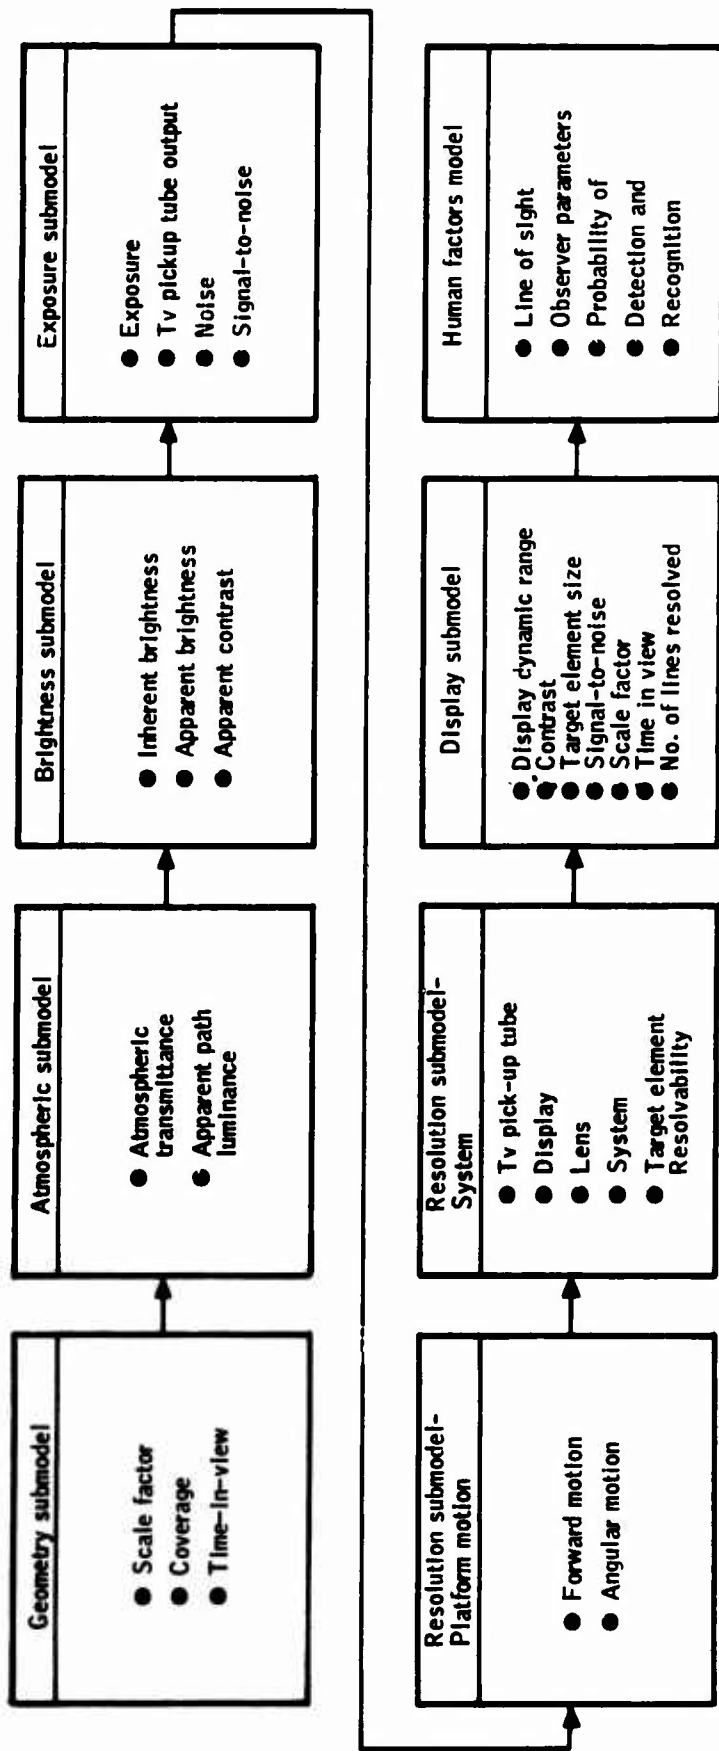 Geometry submodel
● Scale factor
● Coverage
● Time-in-view
Atmospheric submodel
● Atmospheric
transmittance
● Apparent path
luminance
Brightness submodel
● Inherent brightness
● Apparent brightness
● Apparent contrast
Exposure submodel
● Exposure
● Tv pickup tube output
● Noise
● Signal-to-noise
Resolution submodel-
Platform motion
● Forward motion
● Angular motion
Resolution submodel-
System
● Tv pick-up tube
● Display
● Lens
● System
● Target element
Resolvability
Display submodel
● Display dynamic range
● Contrast
● Target element size
● Signal-to-noise
● Scale factor
● Time in view
● No. of lines resolved
Human factors model
● Line of sight
● Observer parameters
● Probability of
● Detection and
● Recognition